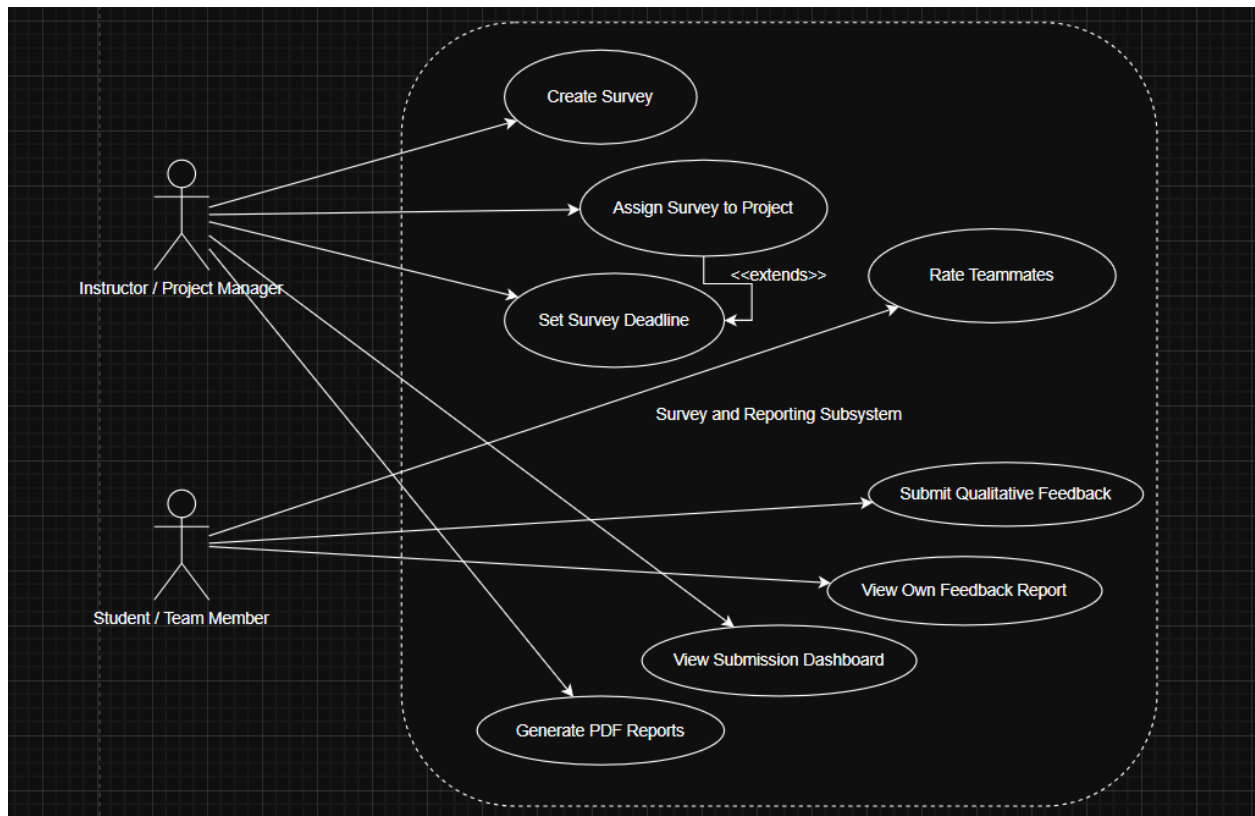 Create Survey
Assign Survey to Project
<<extends>>
Rate Teammates
Instructor / Project Manager
Set Survey Deadline
Survey and Reporting Subsystem
Submit Qualitative Feedback
View Own Feedback Report
Student / Team Member
View Submission Dashboard
Generate PDF Reports